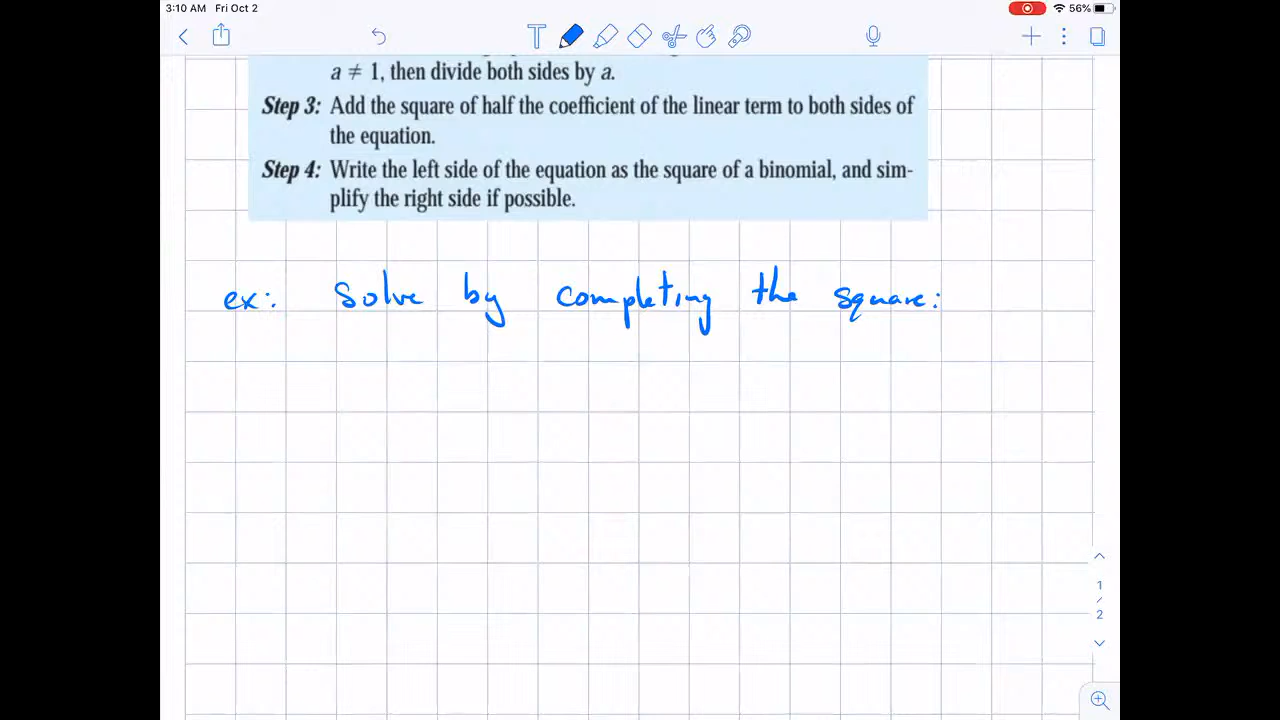 3:10 AM Fri Oct 2
56%
T
a ≠ 1, then divide both sides by a.
Step 3: Add the square of half the coefficient of the linear term to both sides of
the equation.
Step 4: Write the left side of the equation as the square of a binomial, and sim-
plify the right side if possible.
ex: Solve by completing the square:
1
/
2